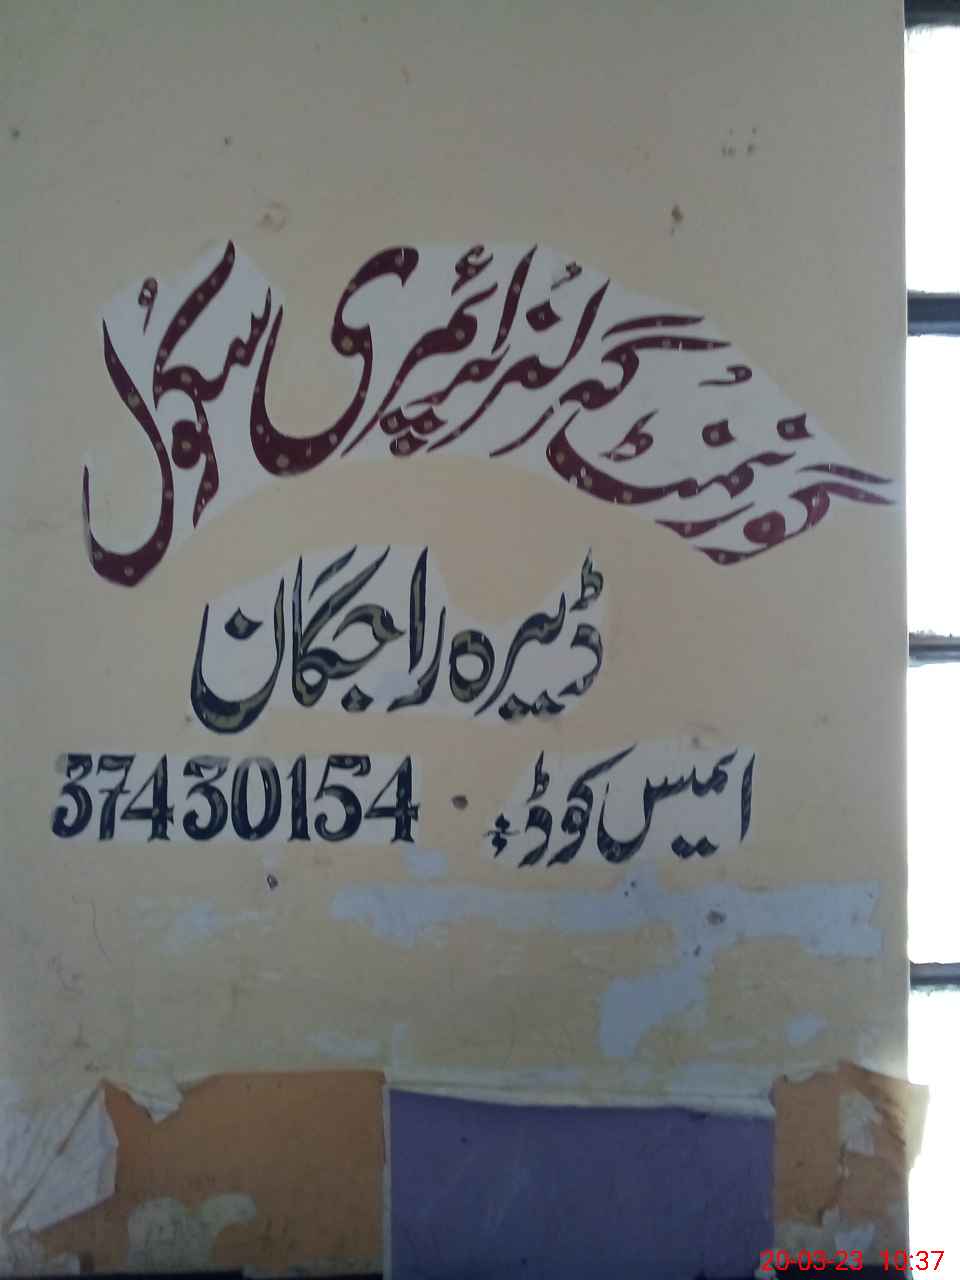 گورنمنٹ گرلز پرائمری سکول
ڈیرہ راجگان
ایمس کوڈ: 37430154
20-03-23 10:37